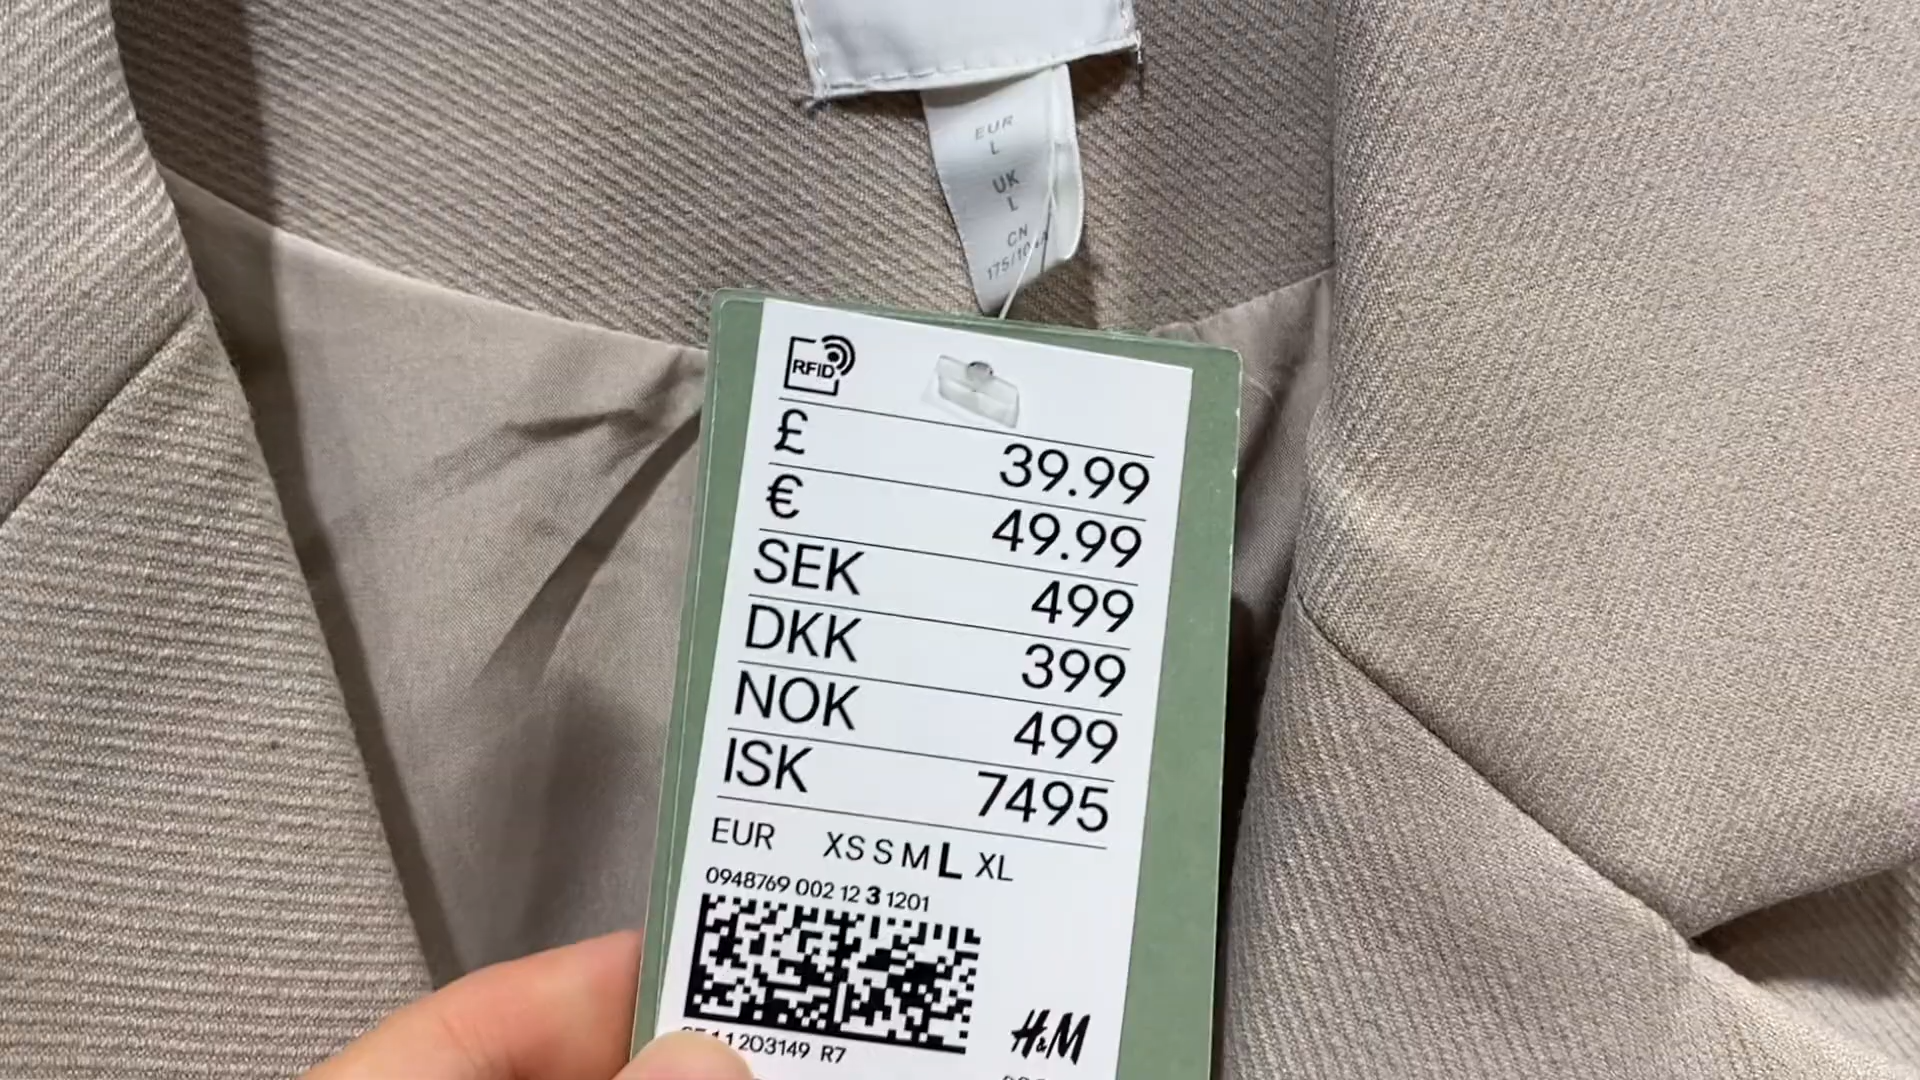 EUR
L
UK
L
CN
RFID
£ 39.99
€ 49.99
SEK 499
DKK 399
NOK 499
ISK 7495
EUR XS S M L XL
0948769 002 12 3 1201
R7
H&M